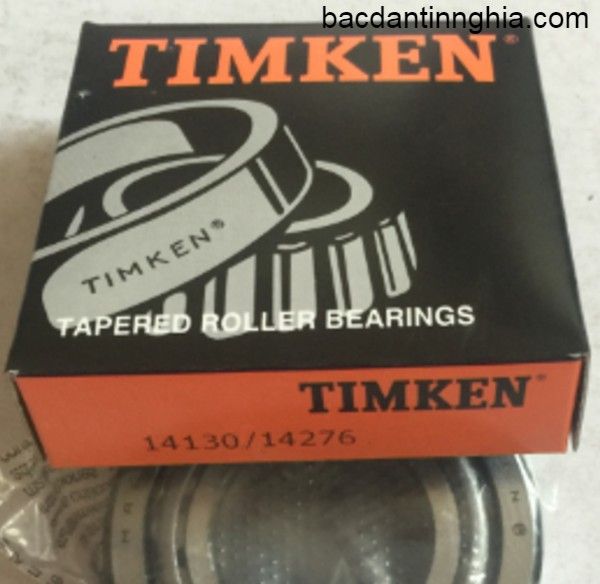 bacdantinnghia.com
TIMKEN®
TIMKEN®
TAPERED ROLLER BEARINGS
TIMKEN®
14130/14276